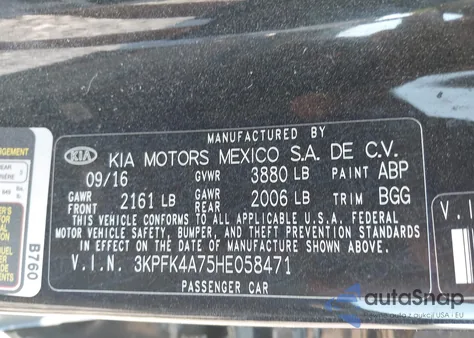 MANUFACTURED BY
KIA KIA MOTORS MEXICO S.A. DE C.V.
09/16 GVWR 3880 LB PAINT ABP
GAWR FRONT 2161 LB GAWR REAR 2006 LB TRIM BGG
THIS VEHICLE CONFORMS TO ALL APPLICABLE U.S.A. FEDERAL
MOTOR VEHICLE SAFETY, BUMPER, AND THEFT PREVENTION STANDARDS
IN EFFECT ON THE DATE OF MANUFACTURE SHOWN ABOVE.
V.I.N. 3KPFK4A75HE058471
PASSENGER CAR
B760
autoSnap